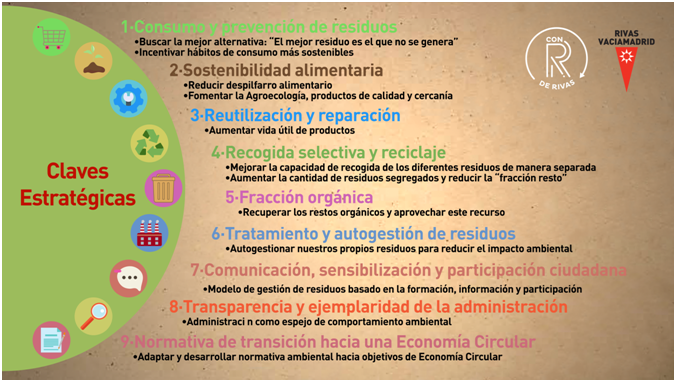 1·Consumo y prevención de residuos
•Buscar la mejor alternativa: “El mejor residuo es el que no se genera”
•Incentivar hábitos de consumo más sostenibles
2·Sostenibilidad alimentaria
•Reducir despilfarro alimentario
•Fomentar la Agroecología, productos de calidad y cercanía
3·Reutilización y reparación
•Aumentar vida útil de productos
4·Recogida selectiva y reciclaje
•Mejorar la capacidad de recogida de los diferentes residuos de manera separada
•Aumentar la cantidad de residuos segregados y reducir la “fracción resto”
5·Fracción orgánica
•Recuperar los restos orgánicos y aprovechar este recurso
6·Tratamiento y autogestión de residuos
•Autogestionar nuestros propios residuos para reducir el impacto ambiental
7·Comunicación, sensibilización y participación ciudadana
•Modelo de gestión de residuos basado en la formación, información y participación
8·Transparencia y ejemplaridad de la administración
•Administraci n como espejo de comportamiento ambiental
9·Normativa de transición hacia una Economía Circular
•Adaptar y desarrollar normativa ambiental hacia objetivos de Economía Circular
Claves
Estratégicas
CON
R
DE RIVAS
RIVAS
VACIAMADRID